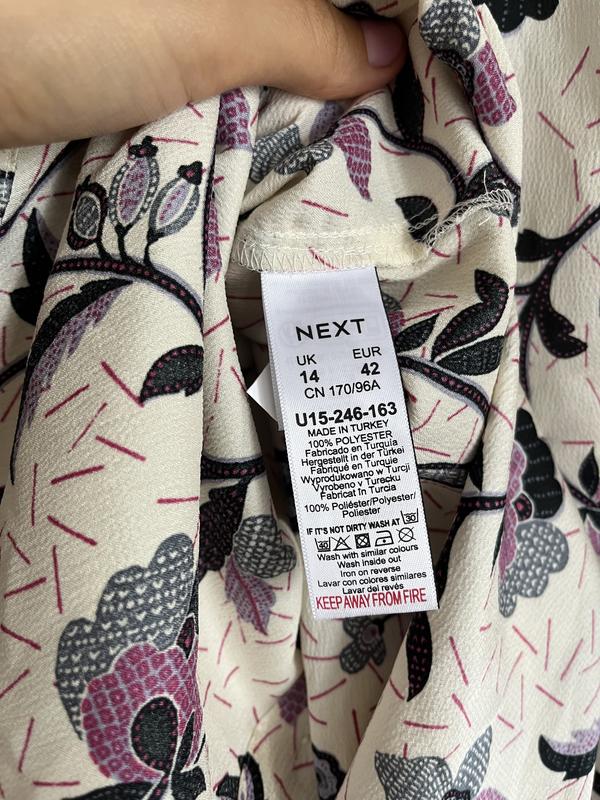 NEXT
UK EUR
14 42
CN 170/96A
U15-246-163
MADE IN TURKEY
100% POLYESTER
Fabricado en Turquía
Hergestellt in der Türkei
Fabriqué en Turquie
Wyprodukowano w Turcji
Vyrobeno v Turecku
Fabricat în Turcia
100% Poliéster/Polyester/
Poliester
IF IT'S NOT DIRTY WASH AT 30
40
Wash with similar colours
Wash inside out
Iron on reverse
Lavar con colores similares
Lavar del revés
KEEP AWAY FROM FIRE